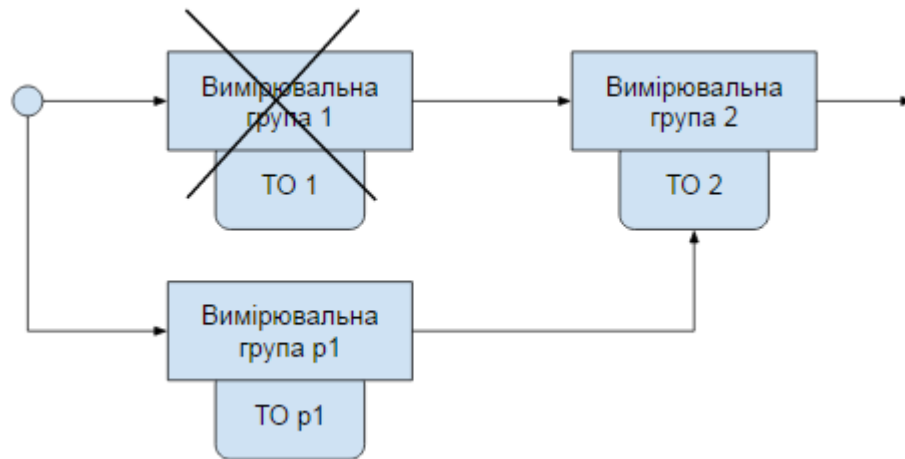 Вимірювальна
група 1
ТО 1
Вимірювальна
група 2
ТО 2
Вимірювальна
група р1
ТО р1